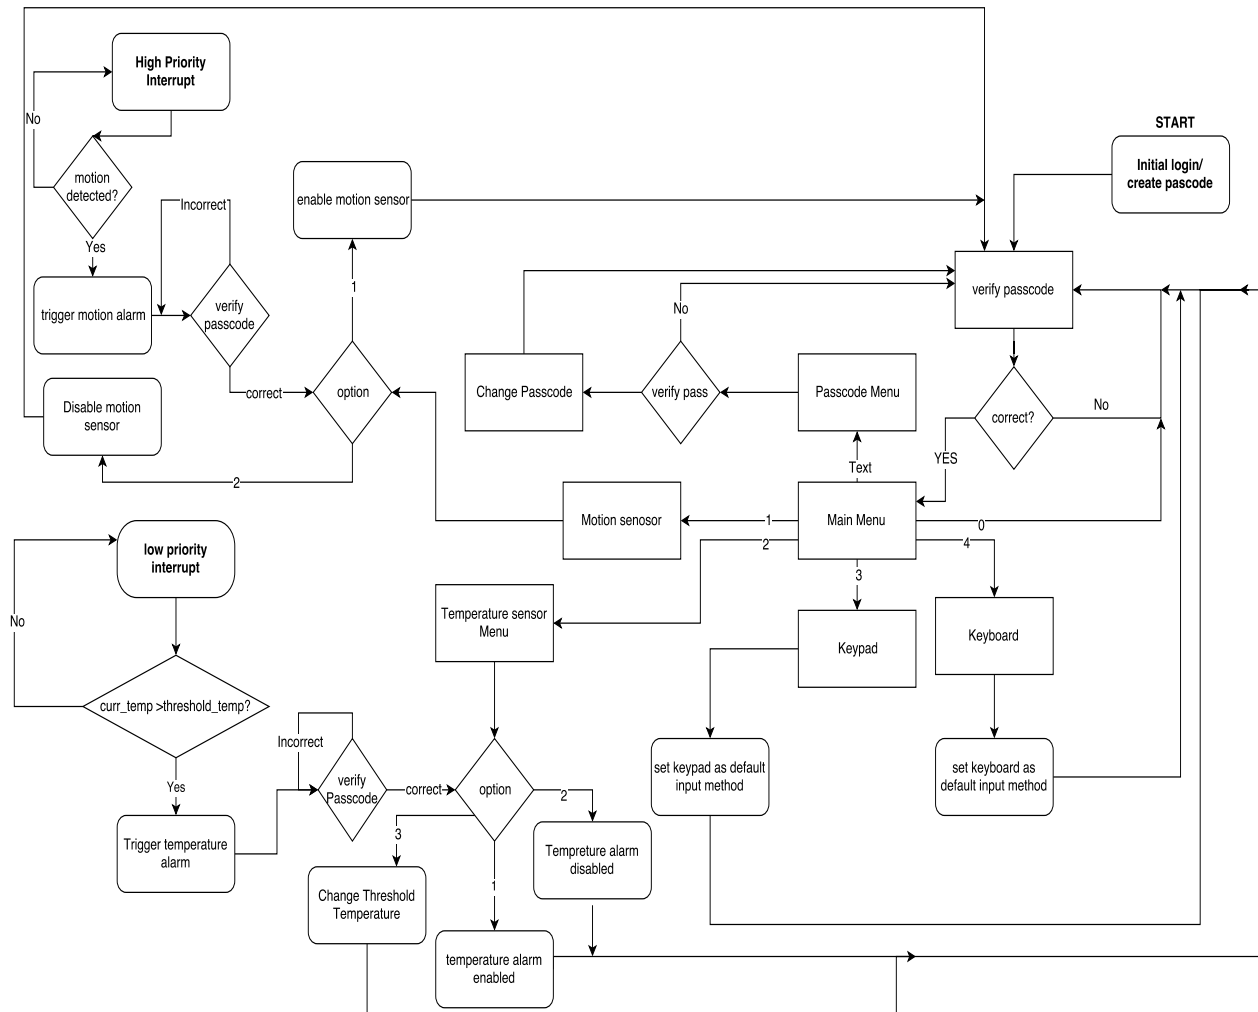 High Priority
Interrupt
No
motion
detected?
Yes
trigger motion alarm
Incorrect
verify
passcode
correct
enable motion sensor
1
option
2
Disable motion
sensor
START
Initial login/
create pascode
verify passcode
correct?
No
YES
No
Change Passcode
verify pass
Passcode Menu
Text
Motion senosor
1
Main Menu
0
2
4
3
Temperature sensor
Menu
Keypad
Keyboard
set keypad as default
input method
set keyboard as
default input method
low priority
interrupt
No
curr_temp >threshold_temp?
Yes
Trigger temperature
alarm
Incorrect
verify
Passcode
correct
option
2
3
1
Tempreture alarm
disabled
Change Threshold
Temperature
temperature alarm
enabled